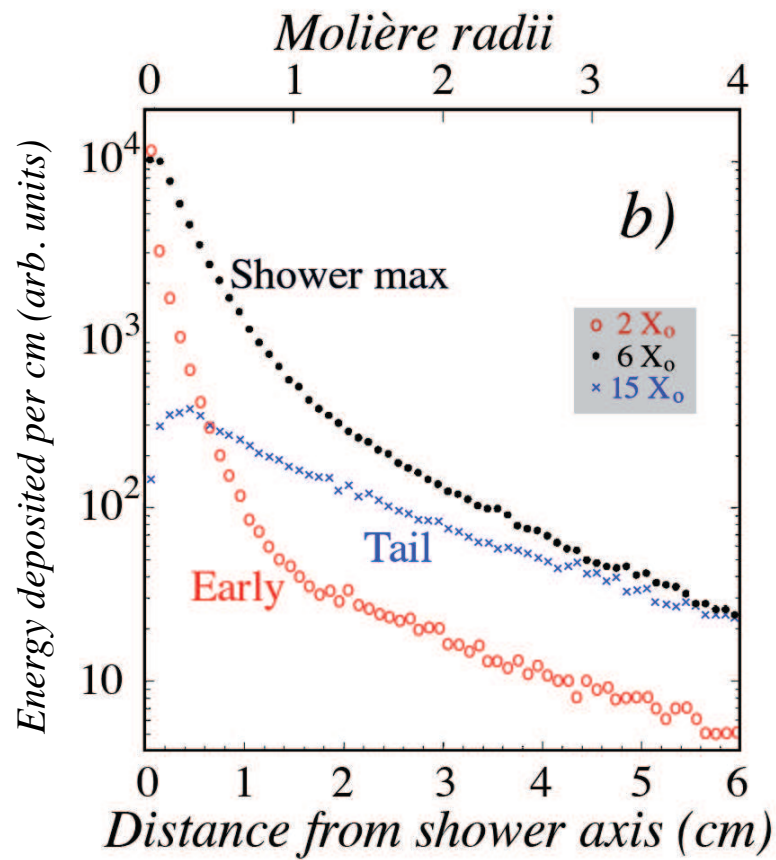 Molière radii
0 1 2 3 4
Energy deposited per cm (arb. units)
10⁴
10³
10²
10
b)
Shower max
2 X₀
6 X₀
15 X₀
Tail
Early
0 1 2 3 4 5 6
Distance from shower axis (cm)